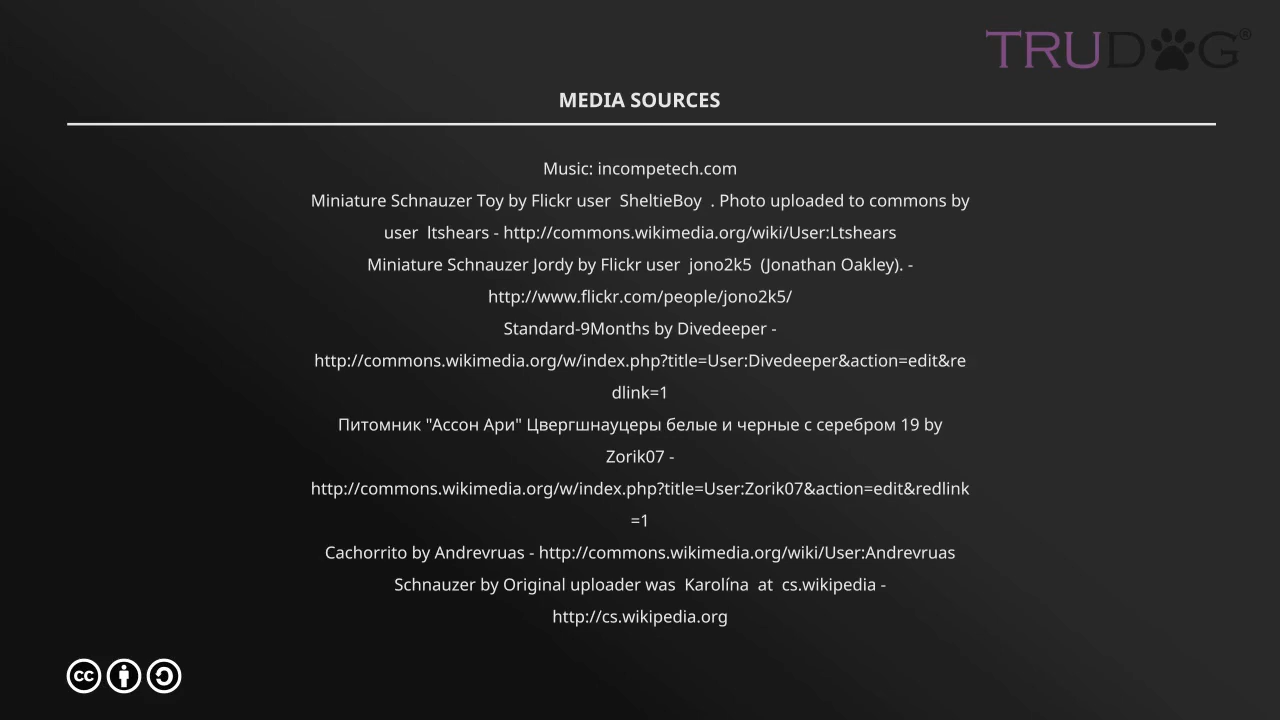 TRUDOG®
MEDIA SOURCES
Music: incompetech.com
Miniature Schnauzer Toy by Flickr user  SheltieBoy  . Photo uploaded to commons by
user  ltshears - http://commons.wikimedia.org/wiki/User:Ltshears
Miniature Schnauzer Jordy by Flickr user  jono2k5  (Jonathan Oakley). -
http://www.flickr.com/people/jono2k5/
Standard-9Months by Divedeeper -
http://commons.wikimedia.org/w/index.php?title=User:Divedeeper&action=edit&re
dlink=1
Питомник "Ассон Ари" Цвергшнауцеры белые и черные с серебром 19 by
Zorik07 -
http://commons.wikimedia.org/w/index.php?title=User:Zorik07&action=edit&redlink
=1
Cachorrito by Andrevruas - http://commons.wikimedia.org/wiki/User:Andrevruas
Schnauzer by Original uploader was  Karolína  at  cs.wikipedia -
http://cs.wikipedia.org
cc